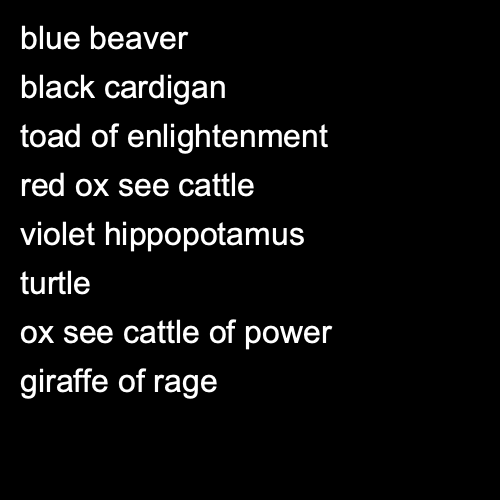 blue beaver
black cardigan
toad of enlightenment
red ox see cattle
violet hippopotamus
turtle
ox see cattle of power
giraffe of rage